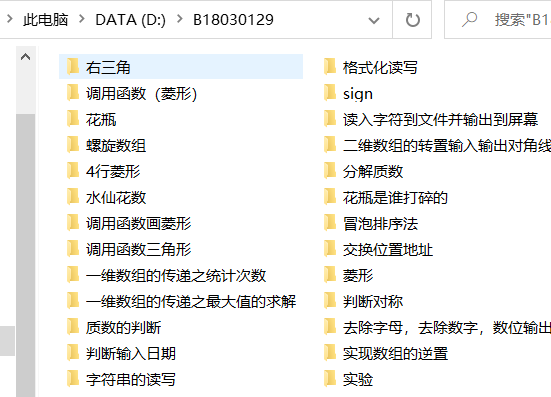 此电脑 > DATA (D:) > B18030129
搜索"B1
右三角
调用函数（菱形）
花瓶
螺旋数组
4行菱形
水仙花数
调用函数画菱形
调用函数三角形
一维数组的传递之统计次数
一维数组的传递之最大值的求解
质数的判断
判断输入日期
字符串的读写
格式化读写
sign
读入字符到文件并输出到屏幕
二维数组的转置输入输出对角线
分解质数
花瓶是谁打碎的
冒泡排序法
交换位置地址
菱形
判断对称
去除字母，去除数字，数位输出
实现数组的逆置
实验